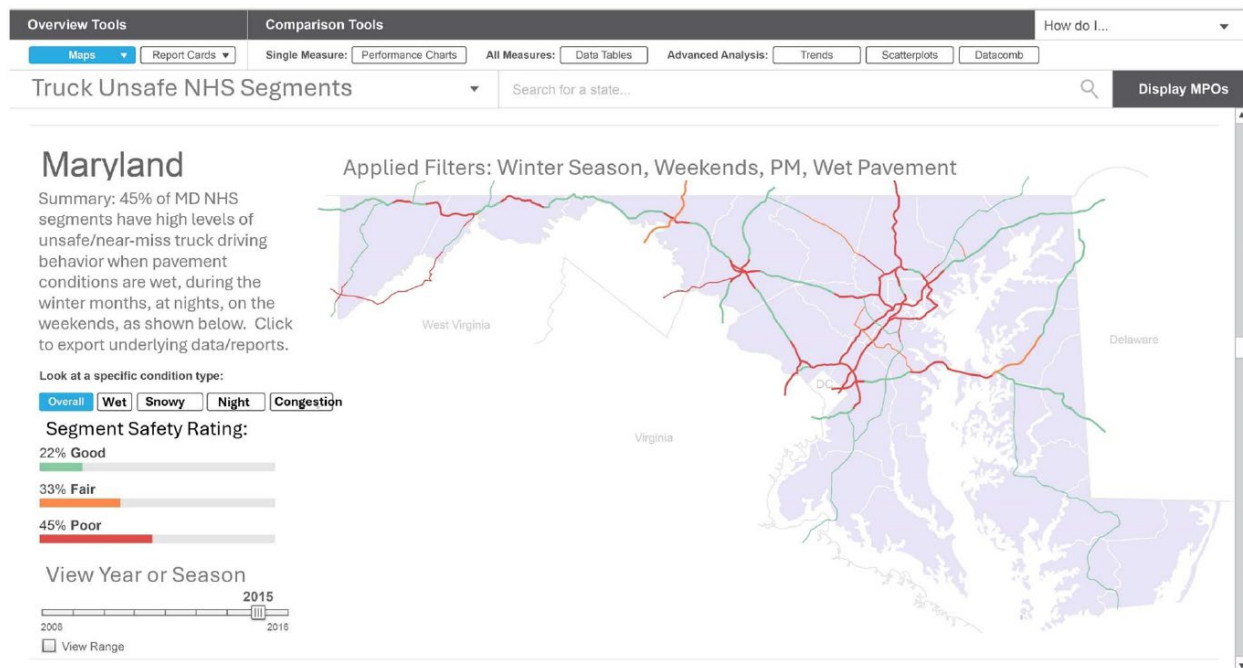 Overview Tools
Comparison Tools
How do I...
Maps
Report Cards
Single Measure: Performance Charts
All Measures: Data Tables
Advanced Analysis: Trends Scatterplots Datacomb
Truck Unsafe NHS Segments
Search for a state...
Display MPOs
Maryland
Summary: 45% of MD NHS
segments have high levels of
unsafe/near-miss truck driving
behavior when pavement
conditions are wet, during the
winter months, at nights, on the
weekends, as shown below. Click
to export underlying data/reports.
Look at a specific condition type:
Overall Wet Snowy Night Congestion
Segment Safety Rating:
22% Good
33% Fair
45% Poor
View Year or Season
2015
2006 2016
View Range
Applied Filters: Winter Season, Weekends, PM, Wet Pavement
West Virginia
Delaware
DC
Virginia